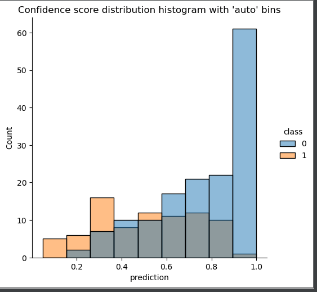 Confidence score distribution histogram with 'auto' bins
60
50
40
30
20
10
0
Count
0.2 0.4 0.6 0.8 1.0
prediction
class
0
1